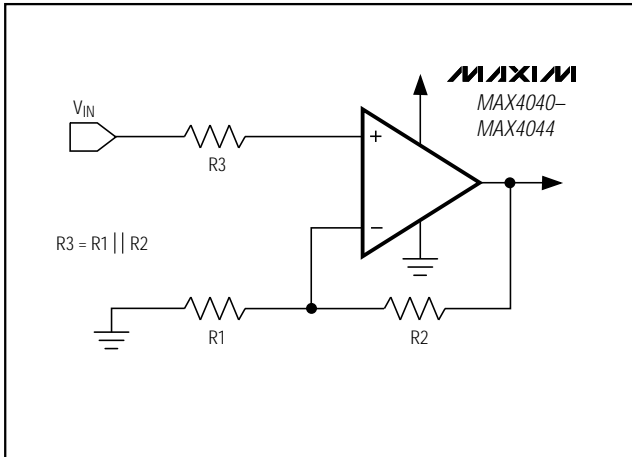 MAXIM
VIN
MAX4040–
MAX4044
+
R3
R3 = R1 || R2
−
R1
R2